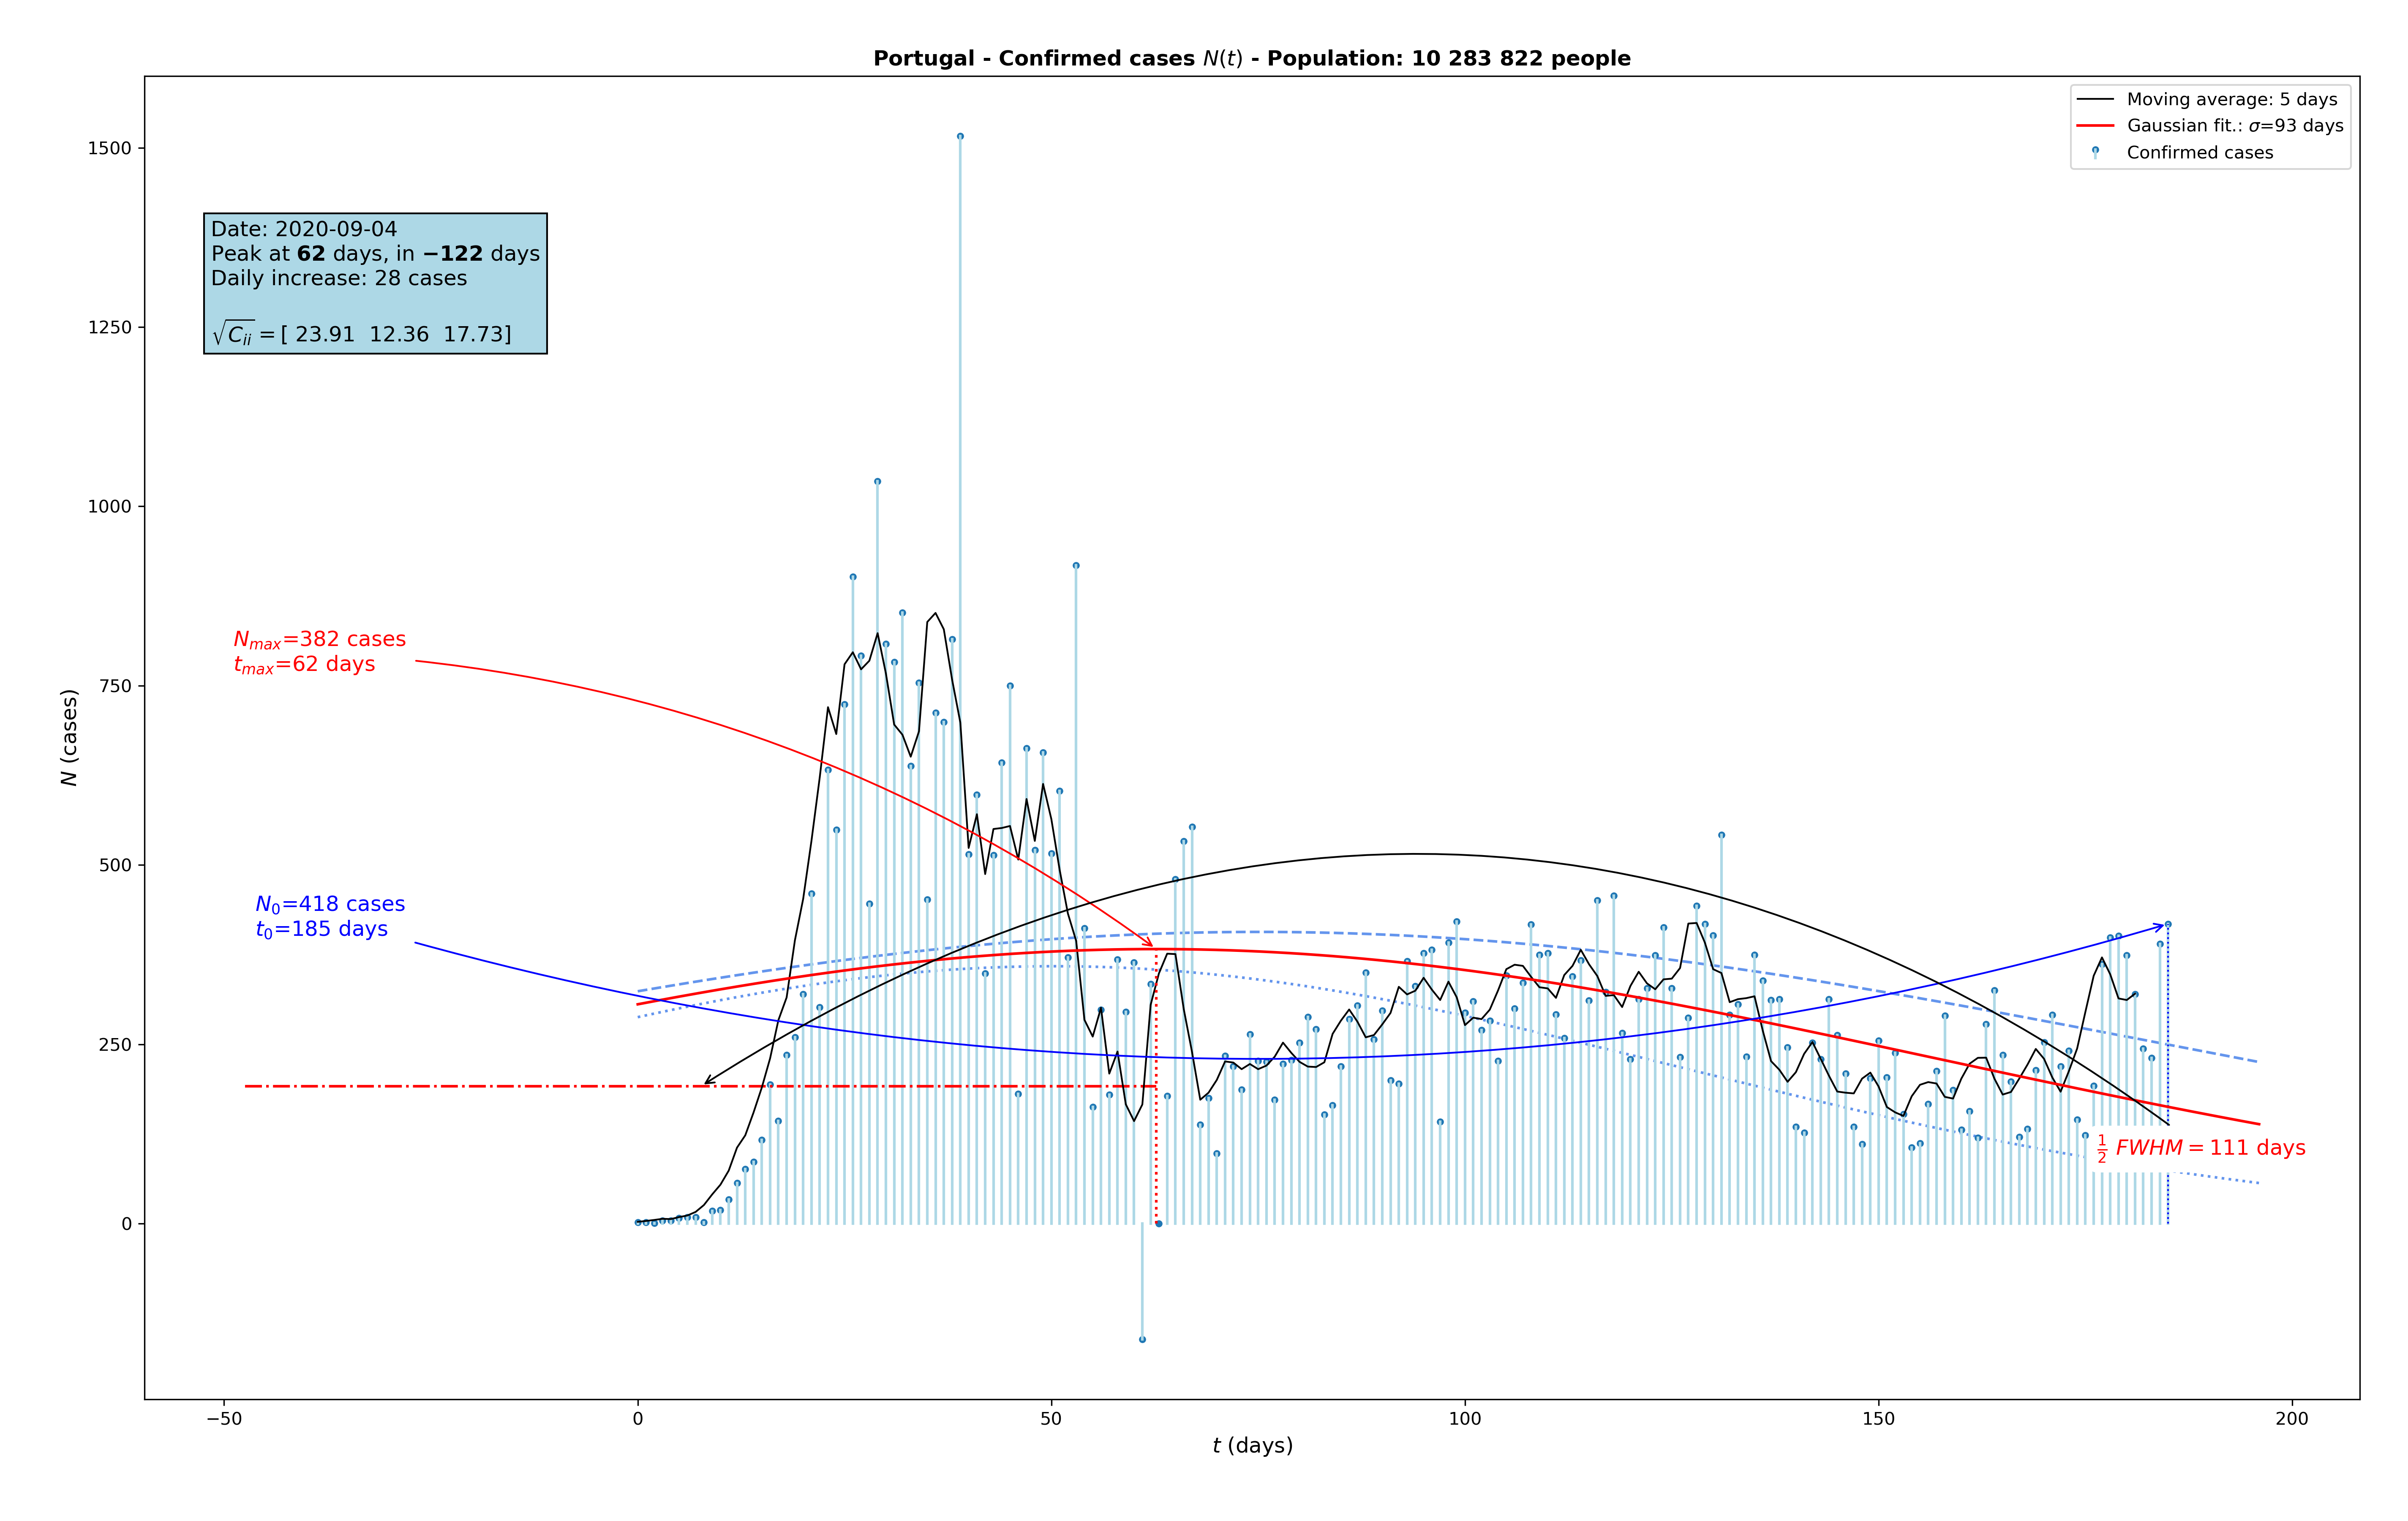 Portugal - Confirmed cases N(t) - Population: 10 283 822 people
Moving average: 5 days
Gaussian fit.: σ=93 days
Confirmed cases
Date: 2020-09-04
Peak at 62 days, in −122 days
Daily increase: 28 cases
√Cii = [ 23.91 12.36 17.73]
Nmax=382 cases
tmax=62 days
N0=418 cases
t0=185 days
½ FWHM = 111 days
N (cases)
1500
1250
1000
750
500
250
0
−50
0
50
100
150
200
t (days)